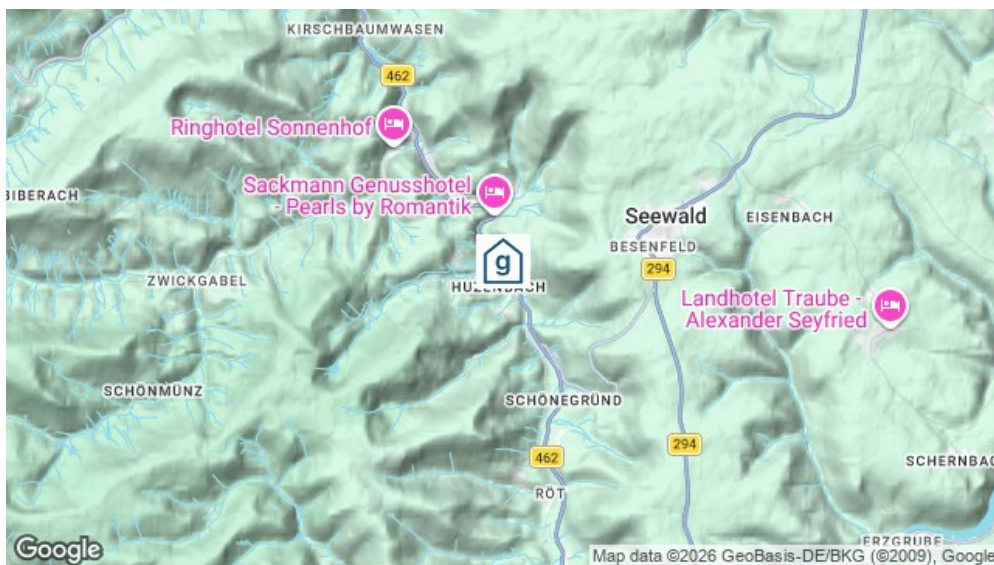 KIRSCHBAUMWASEN
462
Ringhotel Sonnenhof
Sackmann Genusshotel
- Pearls by Romantik
BIBERACH
Seewald
EISENBACH
BESENFELD
g
294
ZWICKGABEL
HUZENBACH
Landhotel Traube -
Alexander Seyfried
SCHÖNMÜNZ
SCHÖNEGRÜND
294
462
SCHERNBAC
RÖT
ERZGRUBE
Google
Map data ©2026 GeoBasis-DE/BKG (©2009), Google